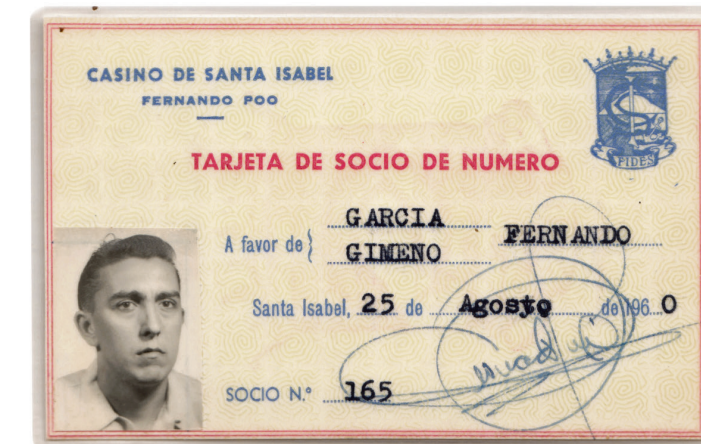 CASINO DE SANTA ISABEL
FERNANDO POO
FIDES
TARJETA DE SOCIO DE NUMERO
GARCIA
A favor de } GIMENO FERNANDO
Santa Isabel, 25 de Agosto de 1960
SOCIO N.º 165